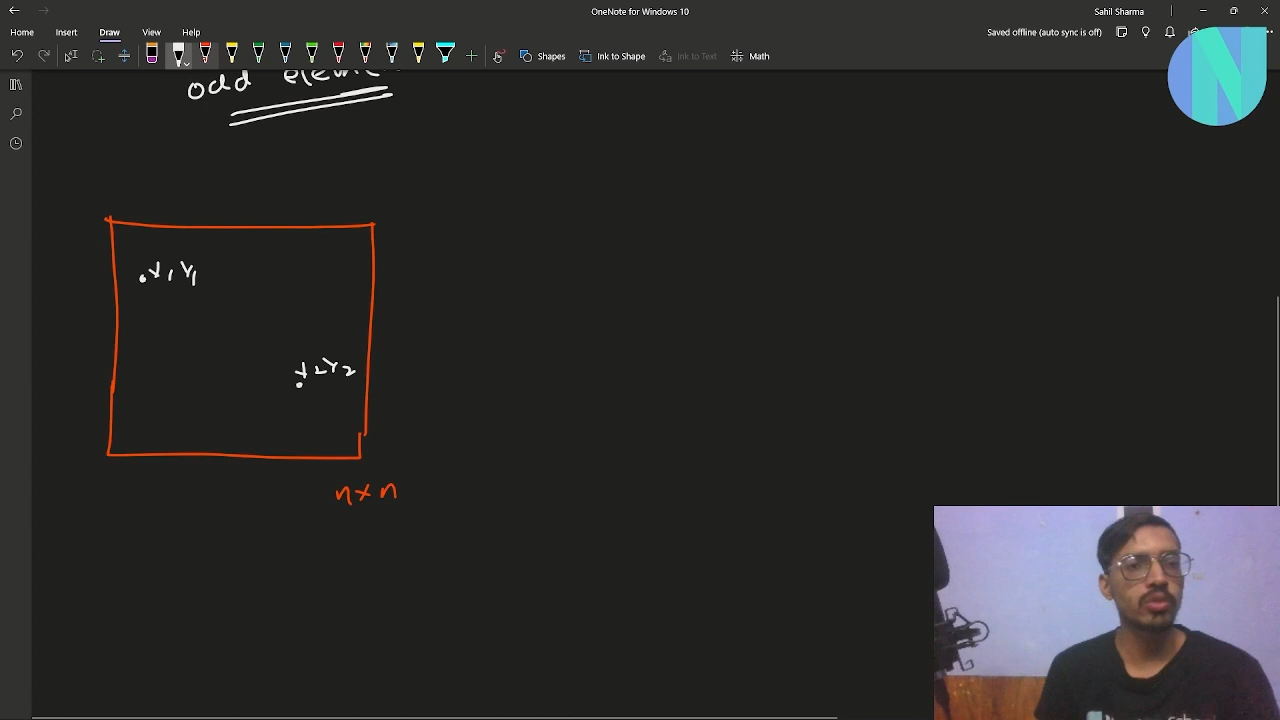 OneNote for Windows 10
Sahil Sharma
Home Insert Draw View Help
Saved offline (auto sync is off)
Shapes Ink to Shape Ink to Text Math
odd
x1 y1
x2 y2
n x n